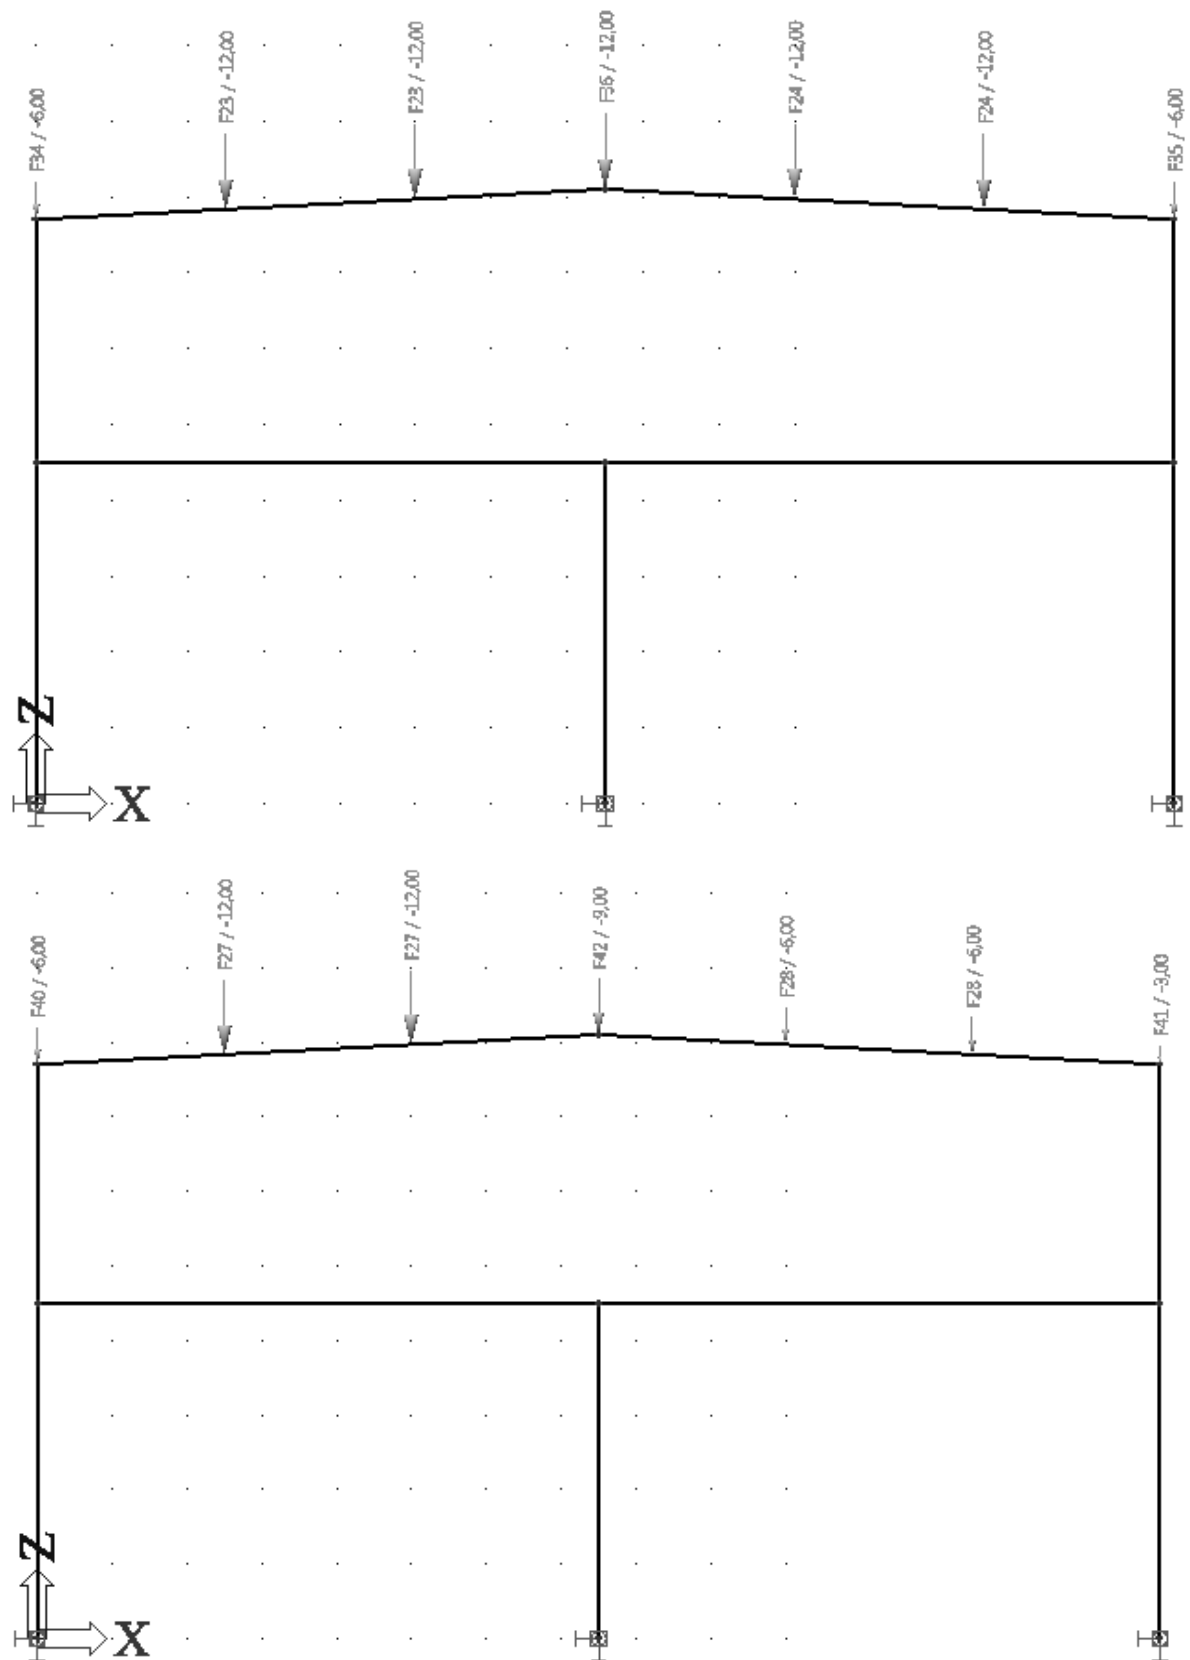 F34 / -6,00
F23 / -12,00
F23 / -12,00
F36 / -12,00
F24 / -12,00
F24 / -12,00
F35 / -6,00
Z
X
F40 / -6,00
F27 / -12,00
F27 / -12,00
F42 / -9,00
F28 / -6,00
F28 / -6,00
F41 / -3,00
Z
X